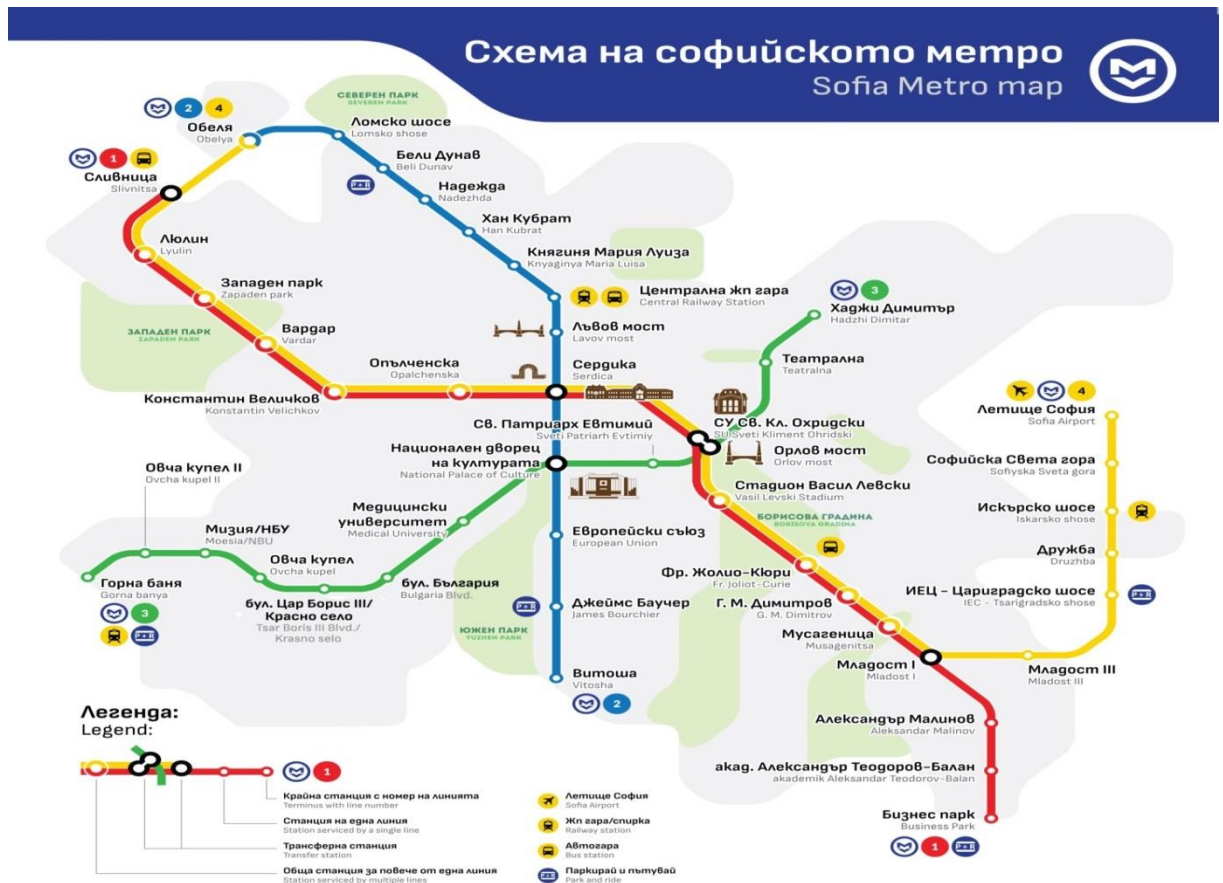 Схема на софийското метро
Sofia Metro map
СЕВЕРЕН ПАРК
SEVEREN PARK
2 4
Обеля
Obelya
Ломско шосе
Lomsko shose
Бели Дунав
Beli Dunav
P+R
Надежда
Nadezhda
Хан Кубрат
Han Kubrat
Княгиня Мария Луиза
Knyaginya Maria Luisa
1
Сливница
Slivnitsa
Люлин
Lyulin
Западен парк
Zapaden park
ЗАПАДЕН ПАРК
ZAPADEN PARK
Вардар
Vardar
Константин Величков
Konstantin Velichkov
Опълченска
Opalchenska
Централна жп гара
Central Railway Station
Лъвов мост
Lavov most
Сердика
Serdica
3
Хаджи Димитър
Hadzhi Dimitar
Театрална
Teatralna
СУ Св. Кл. Охридски
SU Sveti Kliment Ohridski
Орлов мост
Orlov most
Св. Патриарх Евтимий
Sveti Patriarh Evtimiy
Национален дворец
на културата
National Palace of Culture
Медицински
университет
Medical University
Овча купел II
Ovcha kupel II
Мизия/НБУ
Moesia/NBU
Овча купел
Ovcha kupel
Горна баня
Gorna banya
3
P+R
бул. Цар Борис III/
Красно село
Tsar Boris III Blvd./
Krasno selo
бул. България
Bulgaria Blvd.
Европейски съюз
European Union
P+R
Джеймс Баучер
James Bourchier
ЮЖЕН ПАРК
YUZHEN PARK
Витоша
Vitosha
2
Стадион Васил Левски
Vasil Levski Stadium
БОРИСОВА ГРАДИНА
BORISOVA GRADINA
Фр. Жолио-Кюри
Fr. Joliot-Curie
Г. М. Димитров
G. M. Dimitrov
Мусагеница
Musagenitsa
Младост I
Mladost I
4
Летище София
Sofia Airport
Софийска Света гора
Sofiyska Sveta gora
Искърско шосе
Iskarsko shose
Дружба
Druzhba
ИЕЦ – Цариградско шосе
IEC - Tsarigradsko shose
P+R
Младост III
Mladost III
Александър Малинов
Aleksandar Malinov
акад. Александър Теодоров-Балан
akademik Aleksandar Teodorov-Balan
Бизнес парк
Business Park
1 P+R
Легенда:
Legend:
1
Крайна станция с номер на линията
Terminus with line number
Станция на една линия
Station serviced by a single line
Трансферна станция
Transfer station
Обща станция за повече от една линия
Station serviced by multiple lines
Летище София
Sofia Airport
Жп гара/спирка
Railway station
Автогара
Bus station
P+R
Паркирай и пътувай
Park and ride